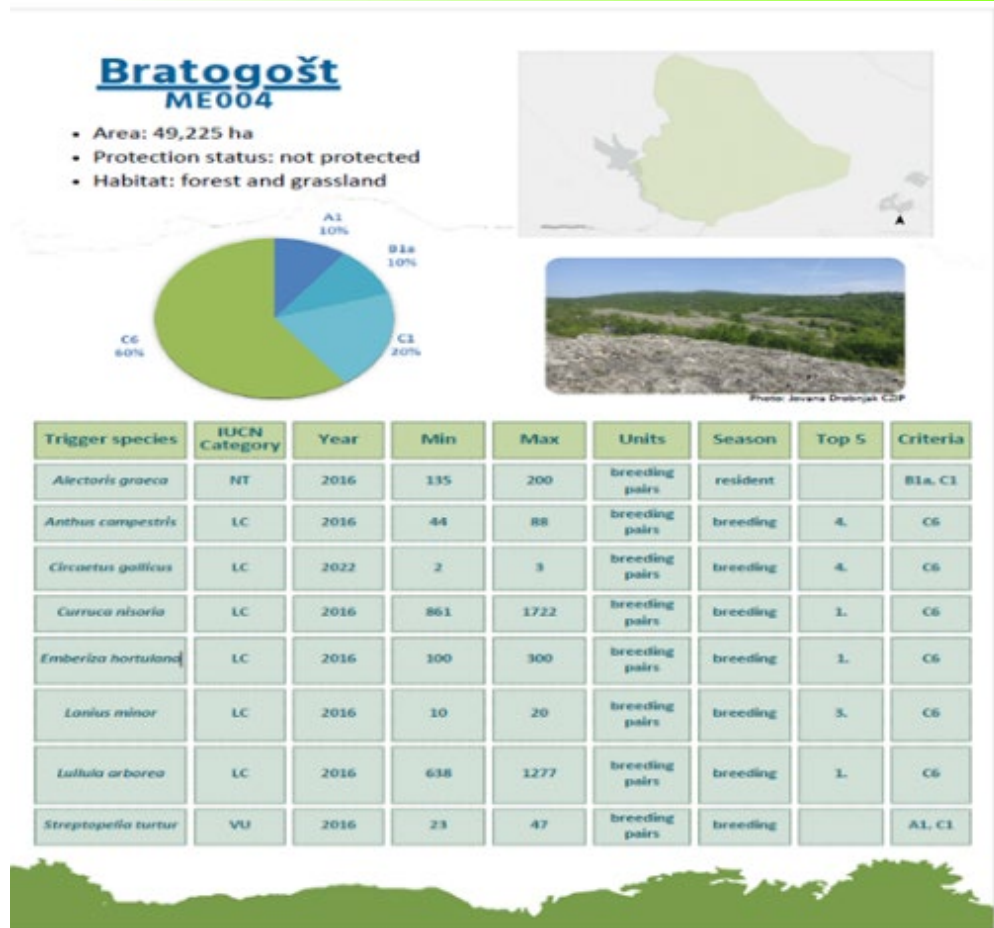 Bratogošt
ME004
• Area: 49,225 ha
• Protection status: not protected
• Habitat: forest and grassland
A1
10%
B1a
10%
C1
20%
C6
60%
Photo: Jovana Drobnjak CZIP
Trigger species IUCN Category Year Min Max Units Season Top 5 Criteria
Alectoris graeca NT 2016 135 200 breeding pairs resident B1a, C1
Anthus campestris LC 2016 44 88 breeding pairs breeding 4. C6
Circaetus gallicus LC 2022 2 3 breeding pairs breeding 4. C6
Curruca nisoria LC 2016 861 1722 breeding pairs breeding 1. C6
Emberiza hortulana LC 2016 100 300 breeding pairs breeding 1. C6
Lanius minor LC 2016 10 20 breeding pairs breeding C6
Lullula arborea LC 2016 638 1277 breeding pairs breeding 1. C6
Streptopelia turtur VU 2016 23 47 breeding pairs breeding A1, C1